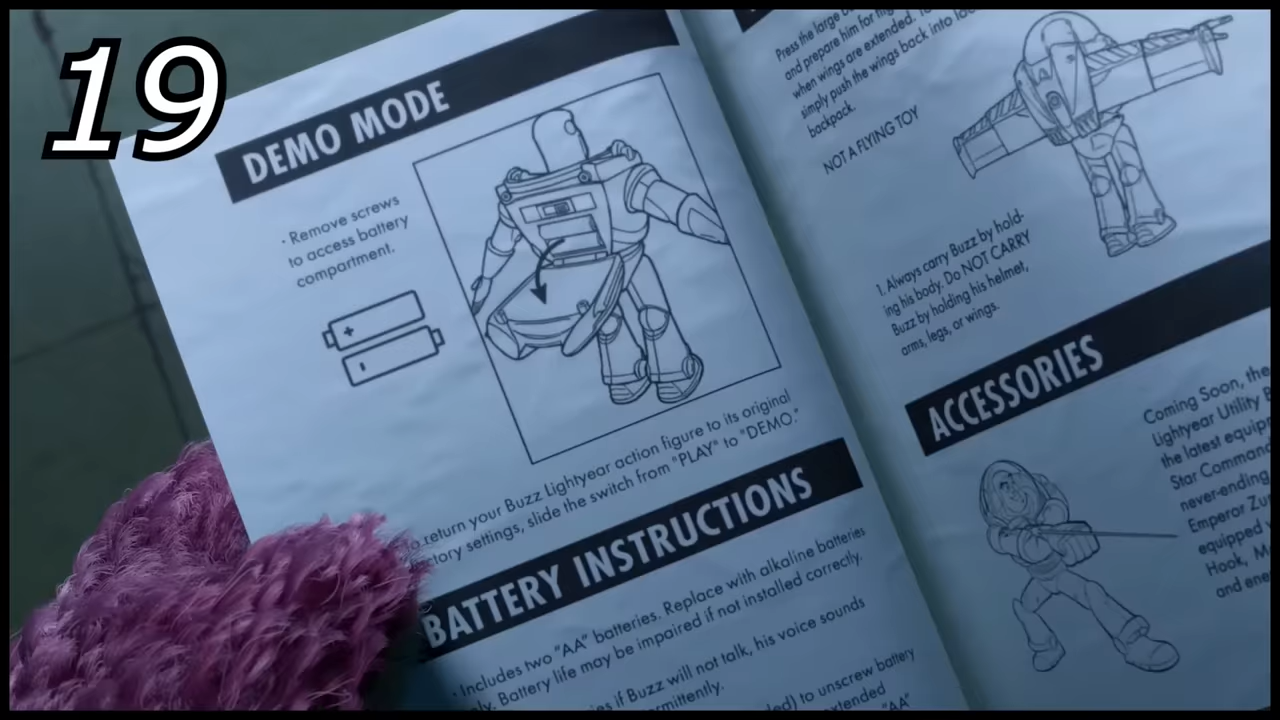 19
DEMO MODE
· Remove screws
to access battery
compartment.
+
To return your Buzz Lightyear action figure to its original
factory settings, slide the switch from "PLAY" to "DEMO."
BATTERY INSTRUCTIONS
· Includes two "AA" batteries. Replace with alkaline batteries
Battery life may be impaired if not installed correctly.
if Buzz will not talk, his voice sounds
to unscrew battery
extended
"AA"
Press the large
and prepare him for
when wings are extended.
simply push the wings back into
backpack.
NOT A FLYING TOY
1. Always carry Buzz by hold-
ing his body. Do NOT CARRY
Buzz by holding his helmet,
arms, legs, or wings.
ACCESSORIES
Coming Soon, the
Lightyear Utility
the latest
Star Command
never-ending
Emperor
equipped
Hook,
and